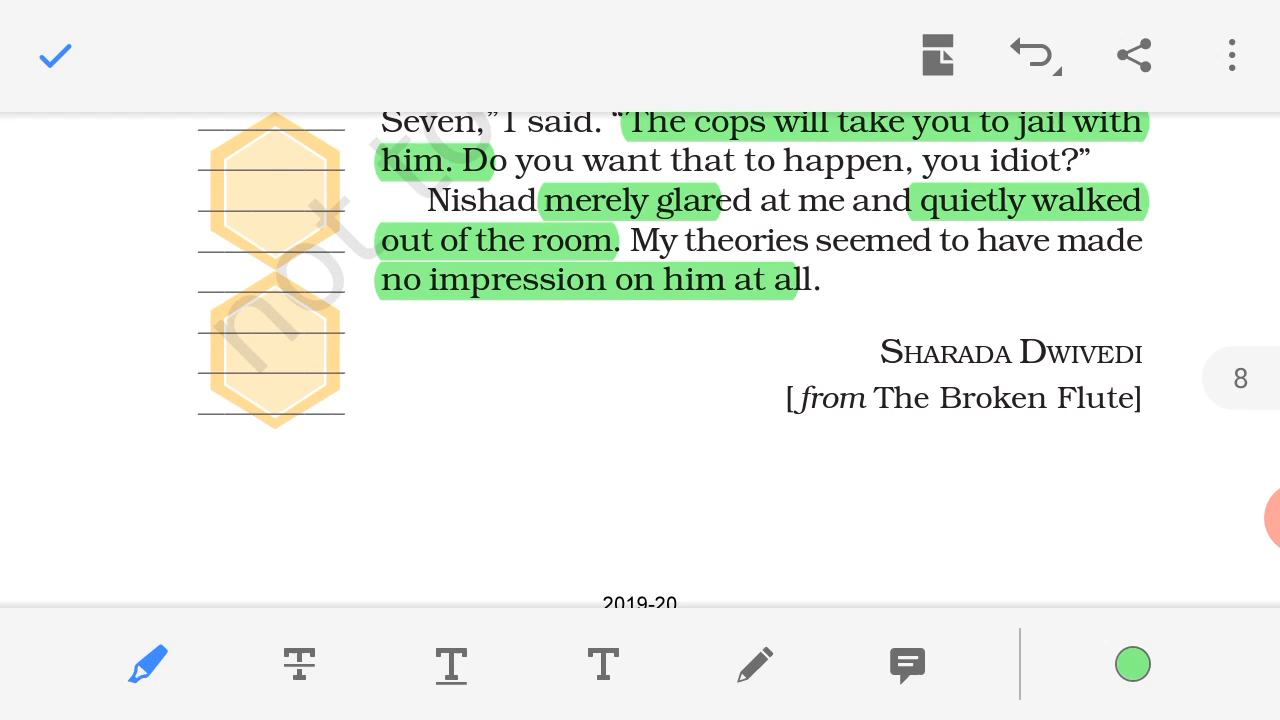 Seven," I said. "The cops will take you to jail with
him. Do you want that to happen, you idiot?"
Nishad merely glared at me and quietly walked
out of the room. My theories seemed to have made
no impression on him at all.
SHARADA DWIVEDI
[from The Broken Flute]
8
2019-20
not to